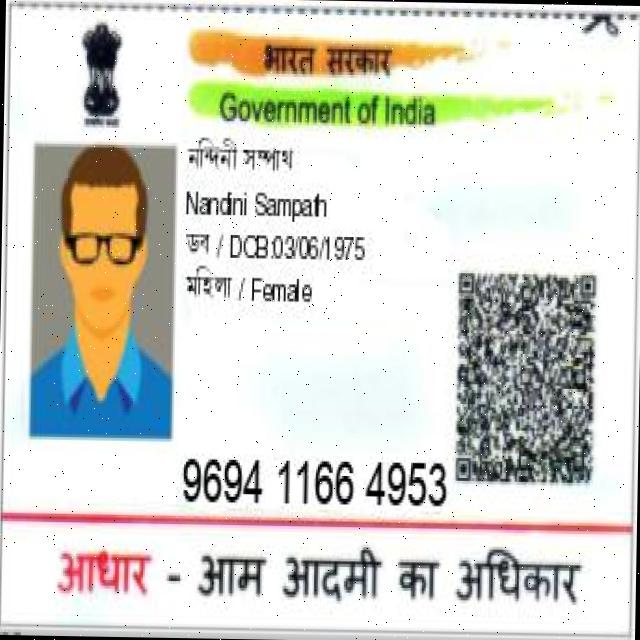 भारत सरकार
Government of India
নন্দিনী সম্পাথ
Nandini Sampath
ডব / DOB:03/06/1975
মহিলা / Female
9694 1166 4953
आधार - आम आदमी का अधिकार